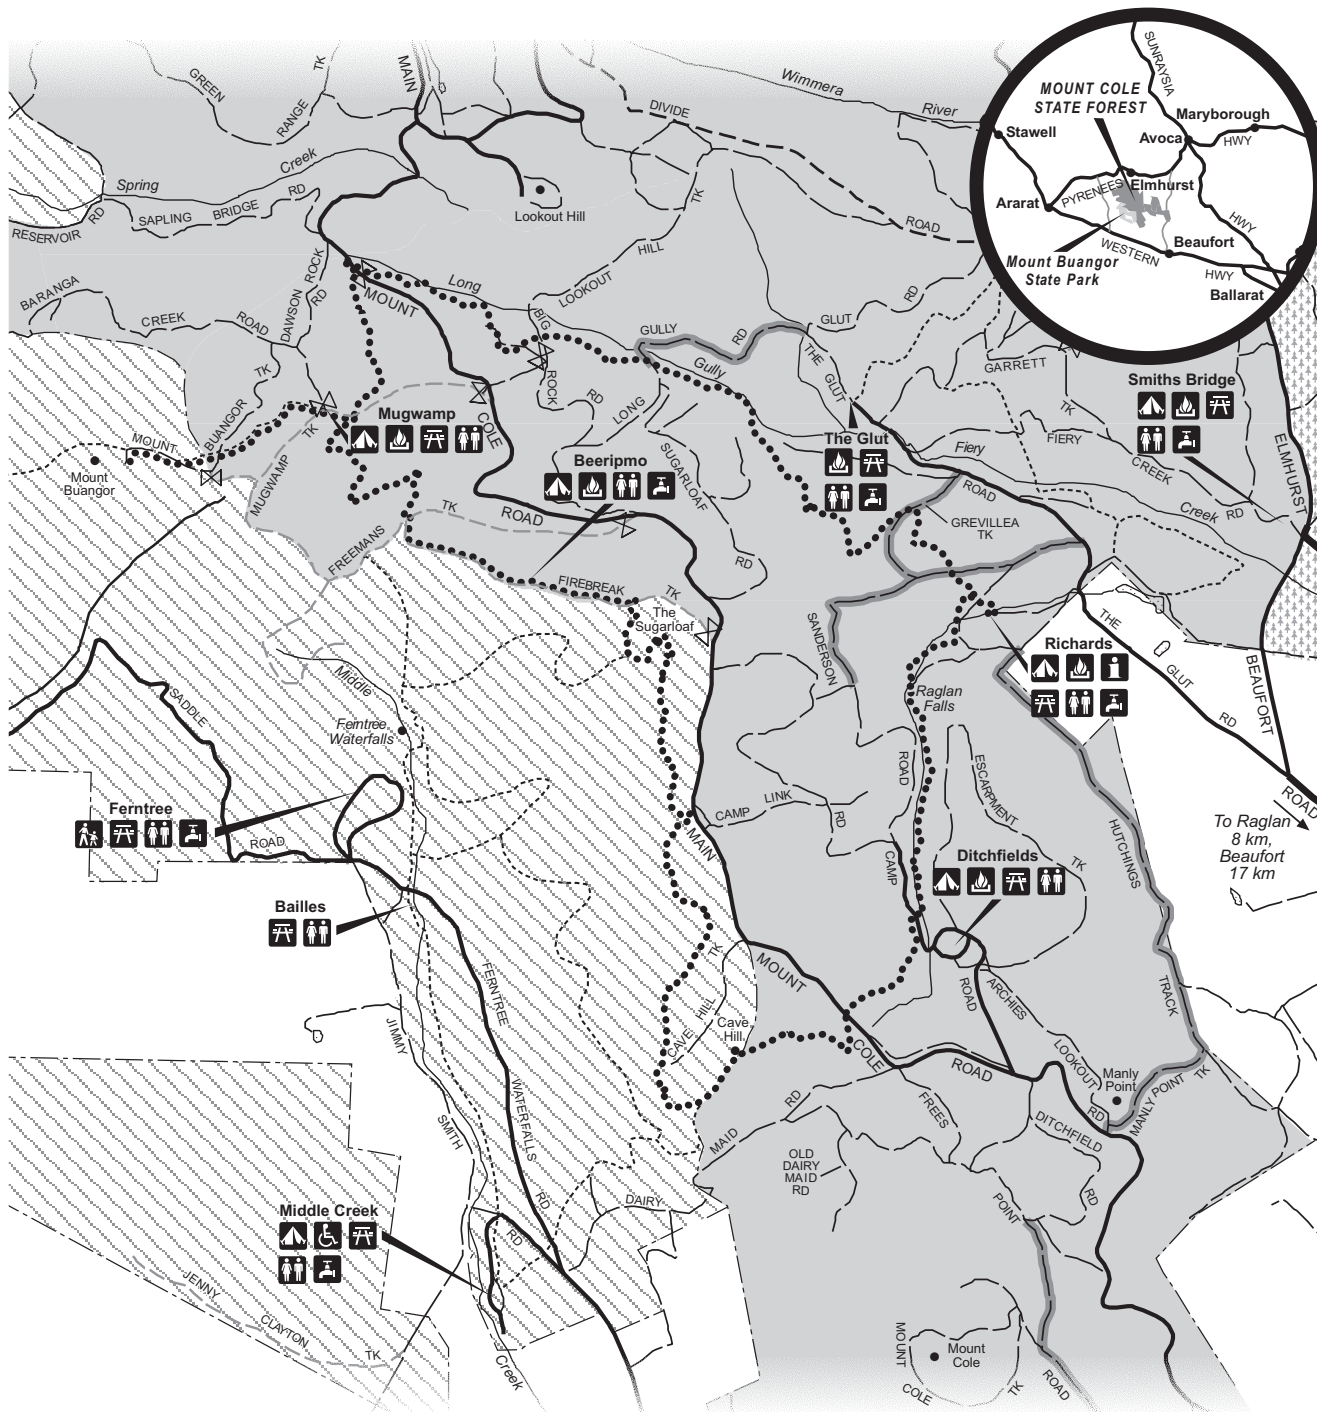 GREEN
RANGE
TK
MAIN
Wimmera
River
DIVIDE
ROAD
SUNRAYSIA
MOUNT COLE
STATE FOREST
Maryborough
Stawell
Avoca
HWY
PYRENEES
Elmhurst
Ararat
HWY
WESTERN
Beaufort
Mount Buangor
State Park
HWY
Ballarat
Spring
Creek
RD
SAPLING
BRIDGE
RD
RESERVOIR
Lookout Hill
TK
HILL
LOOKOUT
BARANGA
CREEK
ROAD
DAWSON
ROCK
RD
MOUNT
Long
BIG
ROCK
RD
GULLY
RD
GLUT
RD
Gully
THE
GLUT
GARRETT
TK
Smiths Bridge
TK
BUANGOR
MOUNT
Mount
Buangor
Mugwamp
TK
MUGWAMP
COLE
LONG
SUGARLOAF
RD
Beeripmo
The Glut
Fiery
FIERY
CREEK
RD
Creek
ELMHURST
ROAD
TK
ROAD
GREVILLEA
TK
FREEMANS
FIREBREAK
TK
The
Sugarloaf
SANDERSON
THE
GLUT
RD
Richards
BEAUFORT
ROAD
SADDLE
Middle
Ferntree
Waterfalls
Raglan
Falls
ROAD
ESCARPMENT
TK
CAMP
LINK
RD
MAIN
CAMP
Ditchfields
HUTCHINGS
To Raglan
8 km,
Beaufort
17 km
Ferntree
ROAD
Bailles
FERNTREE
TK
MOUNT
ROAD
ARCHIES
TRACK
JIMMY
CAVE
HILL
Cave
Hill
COLE
ROAD
LOOKOUT
RD
Manly
Point
MANLY POINT
TK
SMITH
WATERFALLS
RD
MAID
RD
FREES
DITCHFIELD
RD
OLD
DAIRY
MAID
RD
DAIRY
POINT
Middle Creek
RD
JENNY
CLAYTON
TK
Creek
MOUNT
COLE
Mount
Cole
TK
ROAD